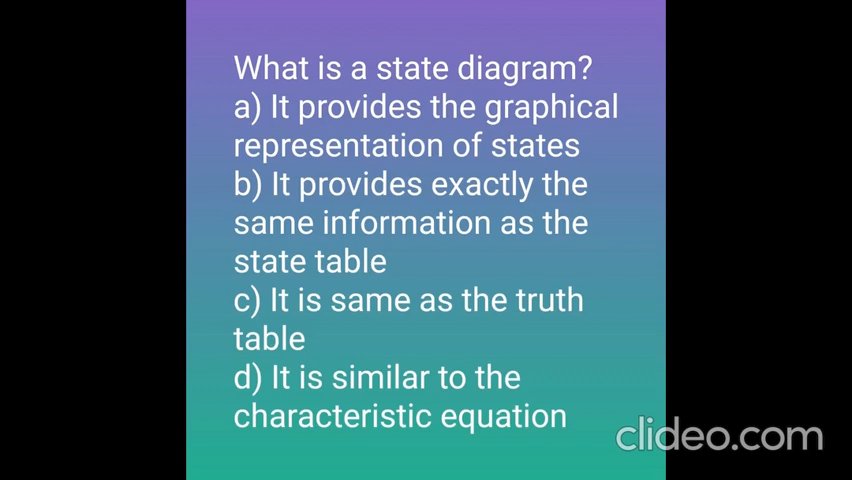 What is a state diagram?
a) It provides the graphical
representation of states
b) It provides exactly the
same information as the
state table
c) It is same as the truth
table
d) It is similar to the
characteristic equation
clideo.com